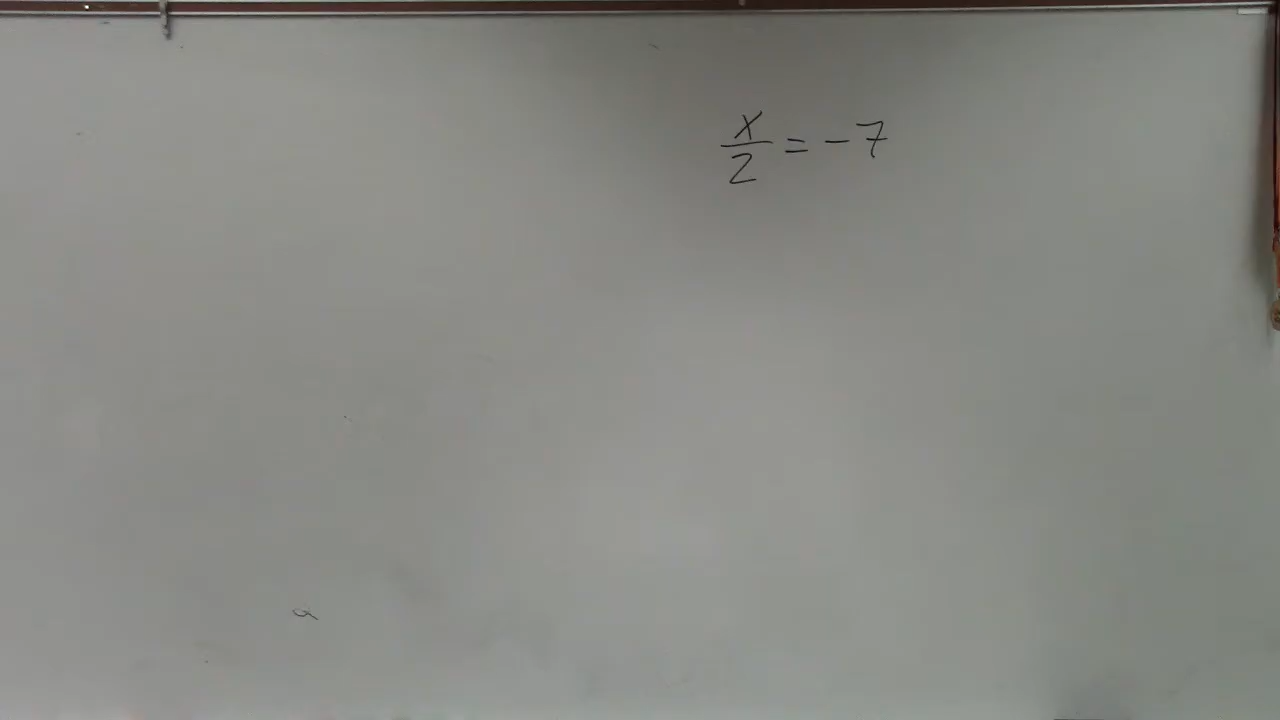 x/2 = -7